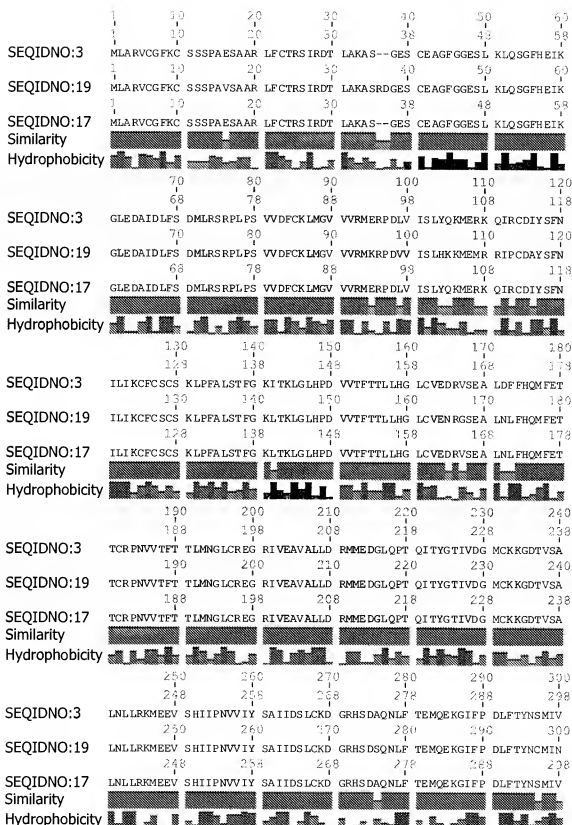 1 10 20 30 40 50 60
1 10 20 30 38 48 58
SEQIDNO:3 MLARVCGFKC SSSPAESAAR LFCTRSIRDT LAKAS--GES CEAGFGGESL KLQSGFHEIK
1 10 20 30 40 50 60
SEQIDNO:19 MLARVCGFKC SSSPAVSAAR LFCTRSIRDT LAKASRDGES CEAGFGGESL KLQSGFHEIK
1 10 20 30 38 48 58
SEQIDNO:17 MLARVCGFKC SSSPAESAAR LFCTRSIRDT LAKAS--GES CEAGFGGESL KLQSGFHEIK
Similarity
Hydrophobicity
70 80 90 100 110 120
68 78 88 98 108 118
SEQIDNO:3 GLEDAIDLFS DMLRSRPLPS VVDFCKLMGV VVRMERPDLV ISLYQKMERK QIRCDIYSFN
70 80 90 100 110 120
SEQIDNO:19 GLEDAIDLFS DMLRSRPLPS VVDFCKLMGV VVRMKRPDVV ISLHKKMEMR RIPCDAYSFN
68 78 88 98 108 118
SEQIDNO:17 GLEDAIDLFS DMLRSRPLPS VVDFCKLMGV VVRMERPDLV ISLYQKMERK QIRCDIYSFN
Similarity
Hydrophobicity
130 140 150 160 170 180
128 138 148 158 168 178
SEQIDNO:3 ILIKCFCSCS KLPFALSTFG KITKLGLHPD VVTFTTLLHG LCVEDRVSEA LDFFHQMFET
130 140 150 160 170 180
SEQIDNO:19 ILIKCFCSCS KLPFALSTFG KLTKLGLHPD VVTFTTLLHG LCVENRGSEA LNLFHQMFET
128 138 148 158 168 178
SEQIDNO:17 ILIKCFCSCS KLPFALSTFG KLTKLGLHPD VVTFTTLLHG LCVEDRVSEA LNFFHQMFET
Similarity
Hydrophobicity
190 200 210 220 230 240
188 198 208 218 228 238
SEQIDNO:3 TCRPNVVTFT TLMNGLCREG RIVEAVALLD RMMEDGLQPT QITYGTIVDG MCKKGDTVSA
190 200 210 220 230 240
SEQIDNO:19 TCRPNVVTFT TLMNGLCREG RIVEAVALLD RMMEDGLQPT QITYGTIVDG MCKKGDTVSA
188 198 208 218 228 238
SEQIDNO:17 TCRPNVVTFT TLMNGLCREG RIVEAVALLD RMMEDGLQPT QITYGTIVDG MCKKGDTVSA
Similarity
Hydrophobicity
250 260 270 280 290 300
248 258 268 278 288 298
SEQIDNO:3 LNLLRKMEEV SHIIPNVVIY SAIIDSLCKD GRHSDAQNLF TEMQEKGIFP DLFTYNSMIV
250 260 270 280 290 300
SEQIDNO:19 LNLLRKMEEV SHIIPNVVIY SAIIDSLCKD GRHSDSQNLF TEMQEKGIFP DLFTYNCMIN
248 258 268 278 288 298
SEQIDNO:17 LNLLRKMEEV SHIIPNVVIY SAIIDSLCKD GRHSDAQNLF TEMQEKGIFP DLFTYNSMIV
Similarity
Hydrophobicity